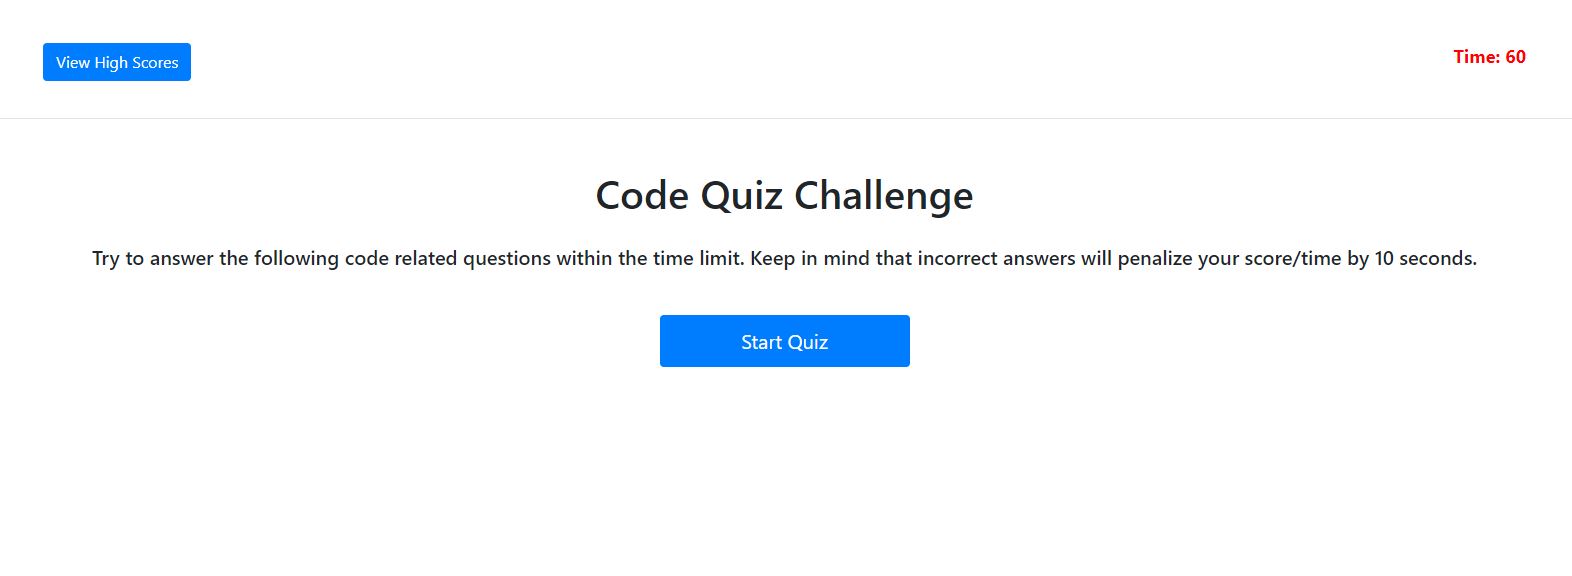 View High Scores
Time: 60
Code Quiz Challenge
Try to answer the following code related questions within the time limit. Keep in mind that incorrect answers will penalize your score/time by 10 seconds.
Start Quiz